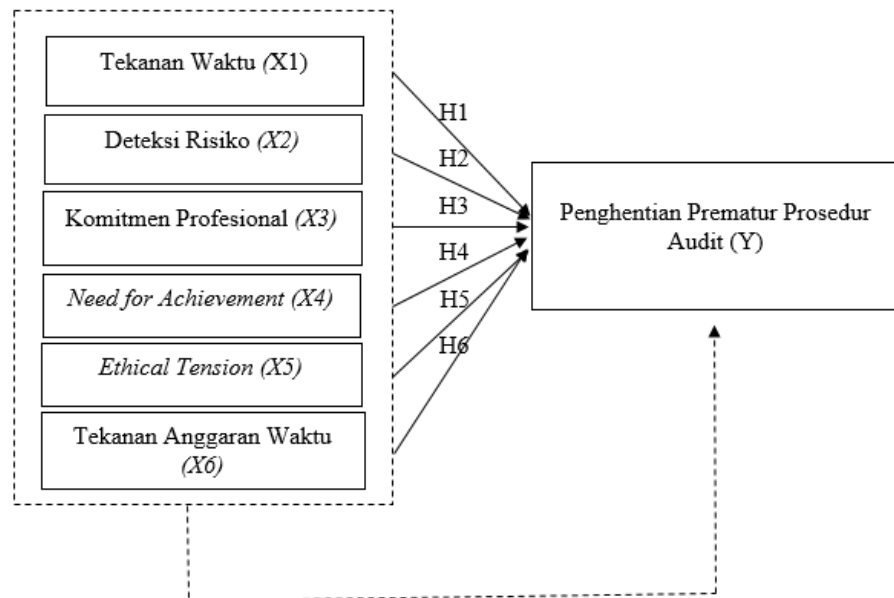 Tekanan Waktu (X1)
Deteksi Risiko (X2)
Komitmen Profesional (X3)
Need for Achievement (X4)
Ethical Tension (X5)
Tekanan Anggaran Waktu
(X6)
H1
H2
H3
H4
H5
H6
Penghentian Prematur Prosedur
Audit (Y)